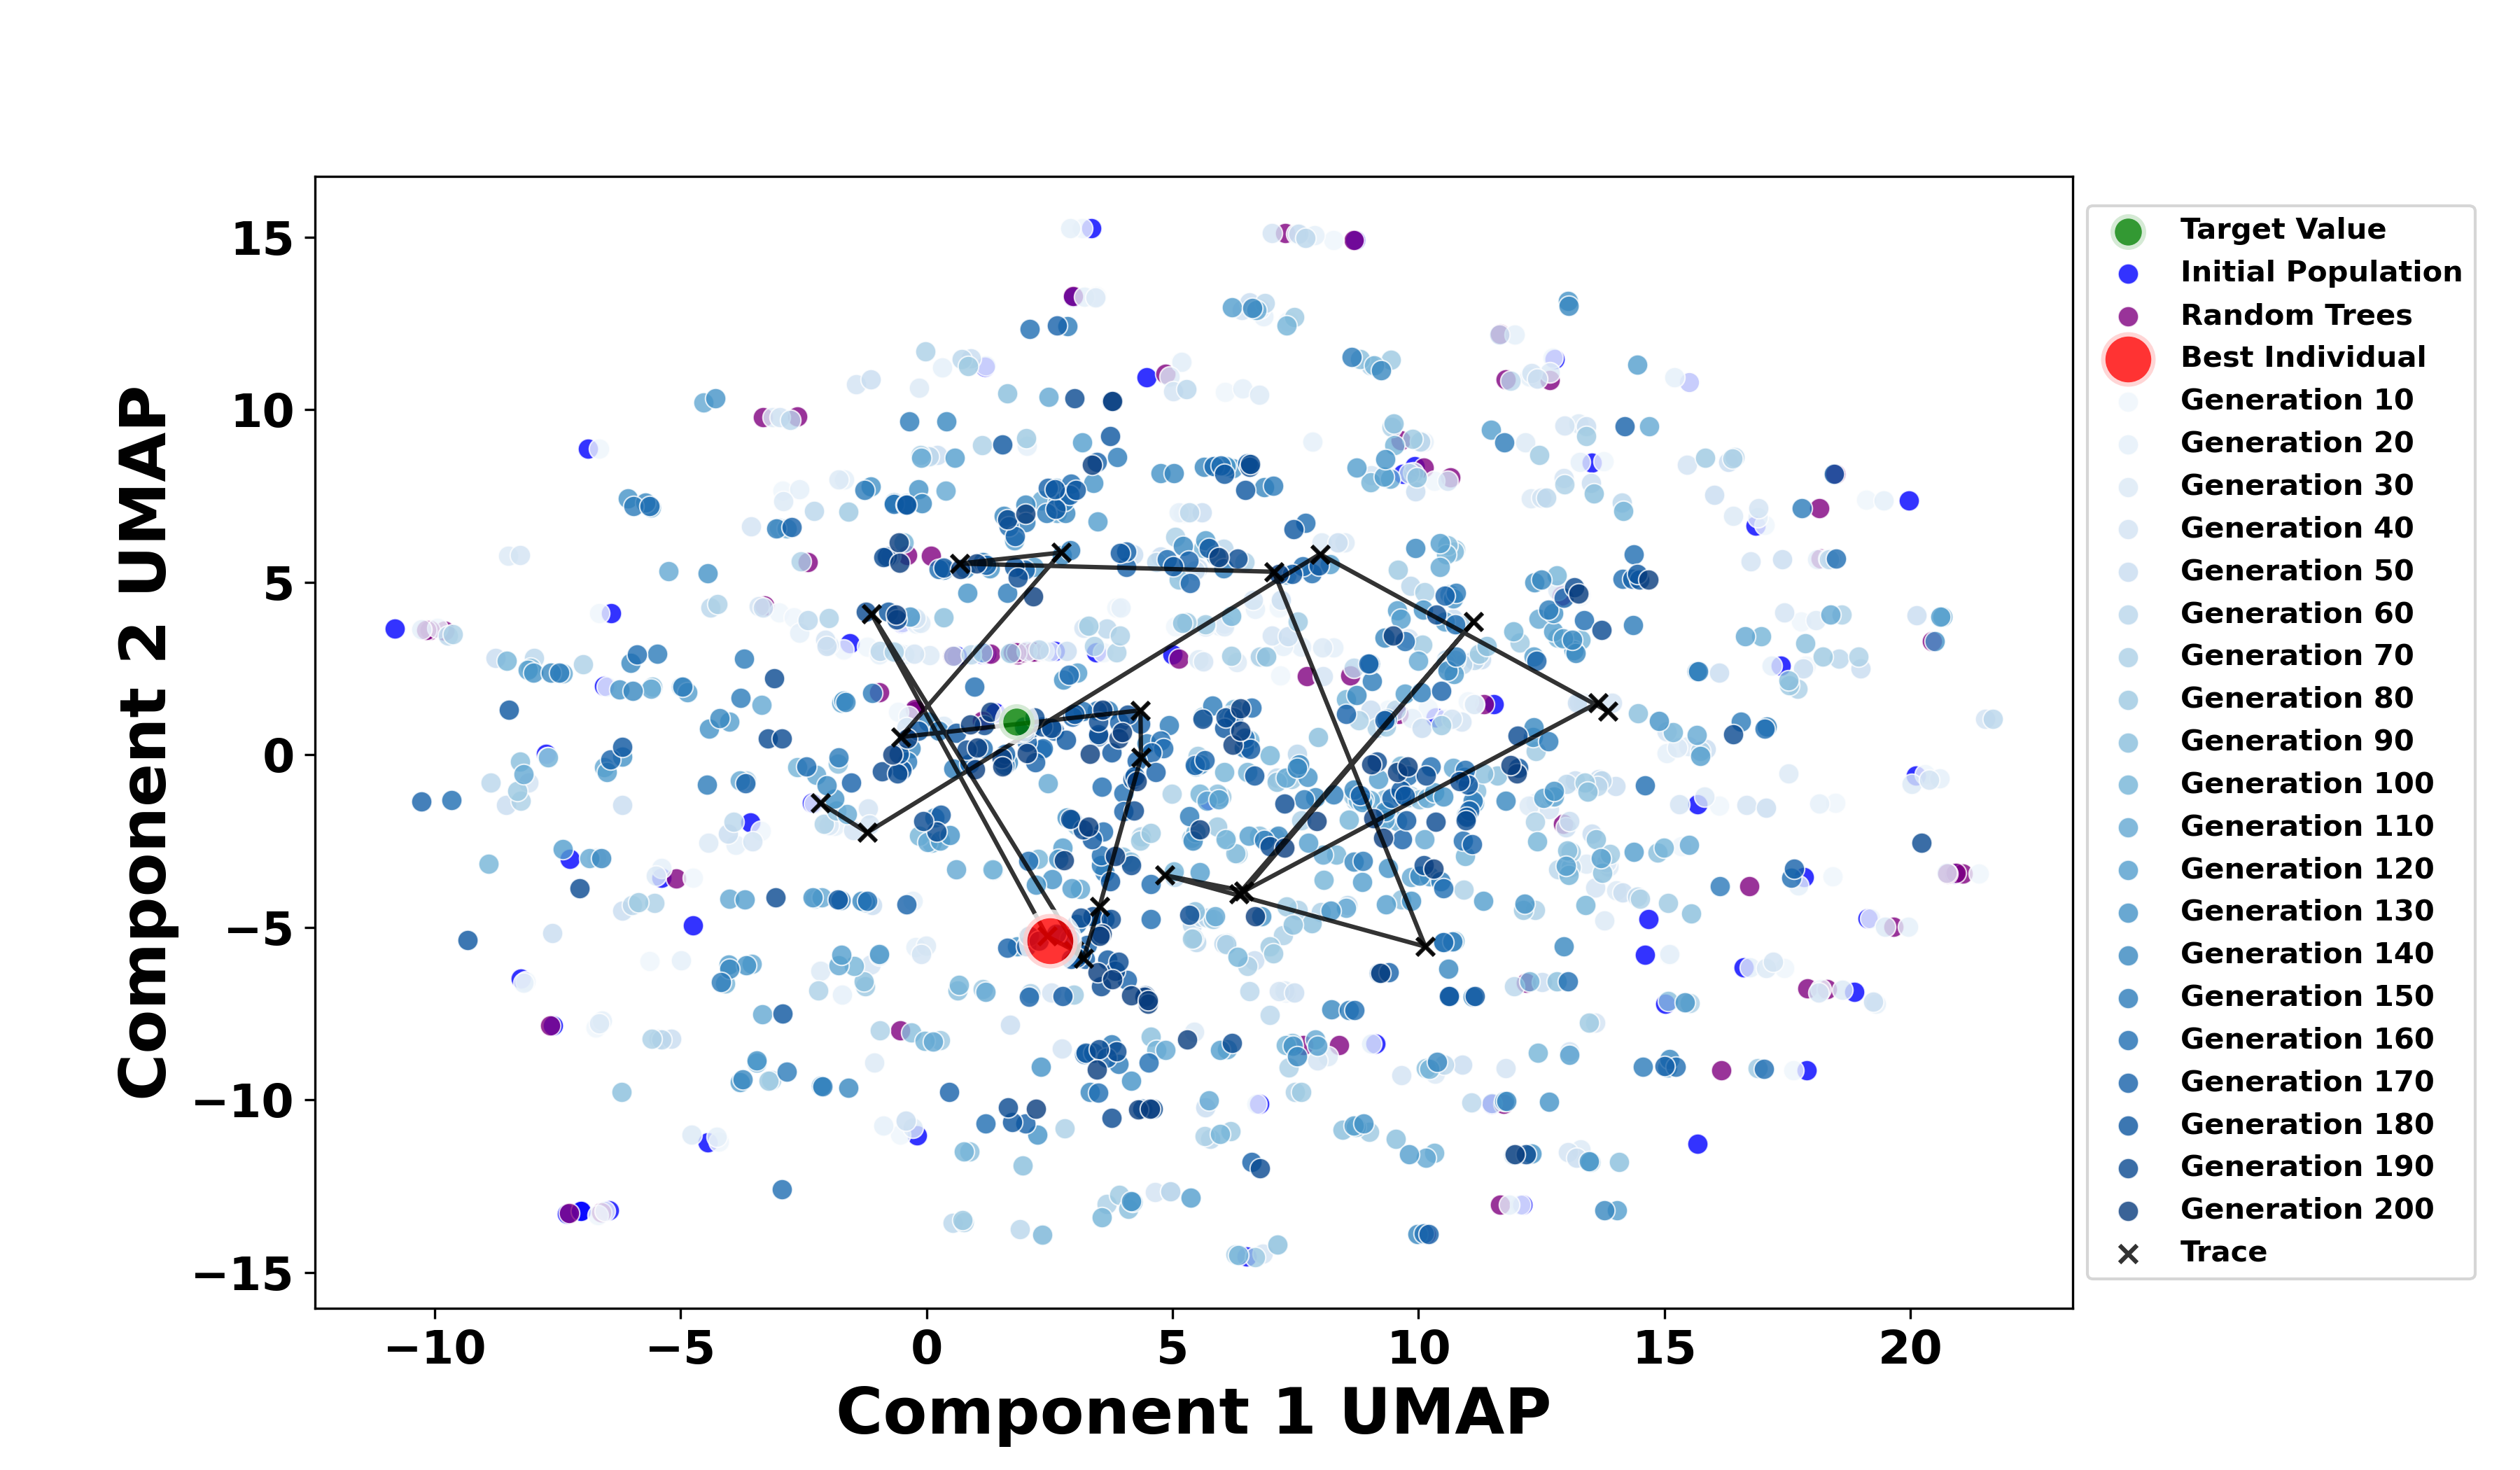 15
10
5
0
−5
−10
−15
−10
−5
0
5
10
15
20
Component 2 UMAP
Component 1 UMAP
Target Value
Initial Population
Random Trees
Best Individual
Generation 10
Generation 20
Generation 30
Generation 40
Generation 50
Generation 60
Generation 70
Generation 80
Generation 90
Generation 100
Generation 110
Generation 120
Generation 130
Generation 140
Generation 150
Generation 160
Generation 170
Generation 180
Generation 190
Generation 200
Trace